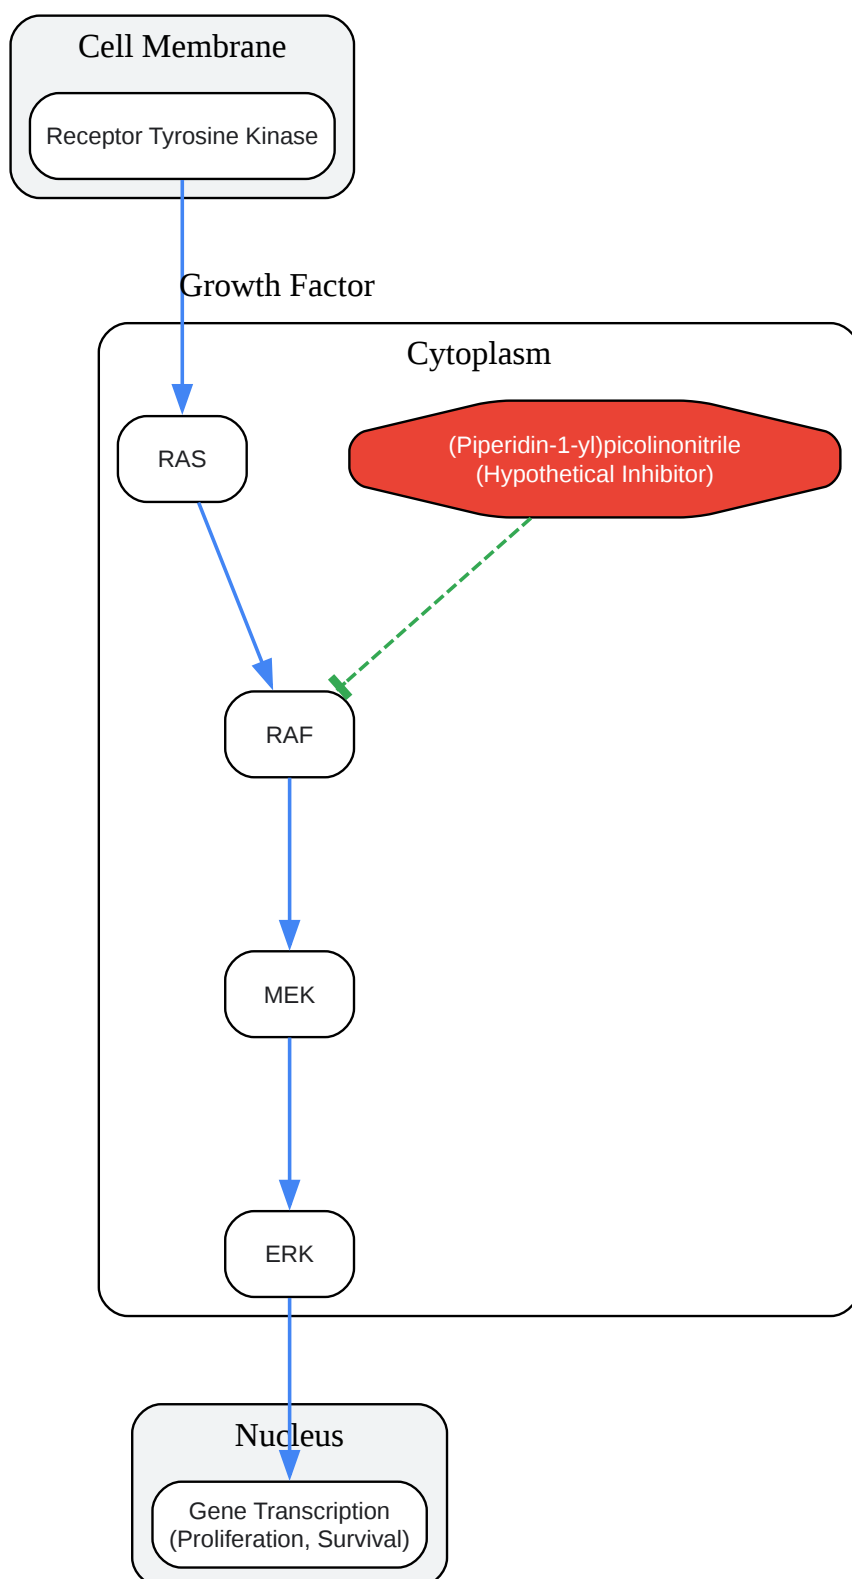 Cell Membrane
Receptor Tyrosine Kinase
Growth Factor
Cytoplasm
RAS
(Piperidin-1-yl)picolinonitrile
(Hypothetical Inhibitor)
RAF
MEK
ERK
Nucleus
Gene Transcription
(Proliferation, Survival)